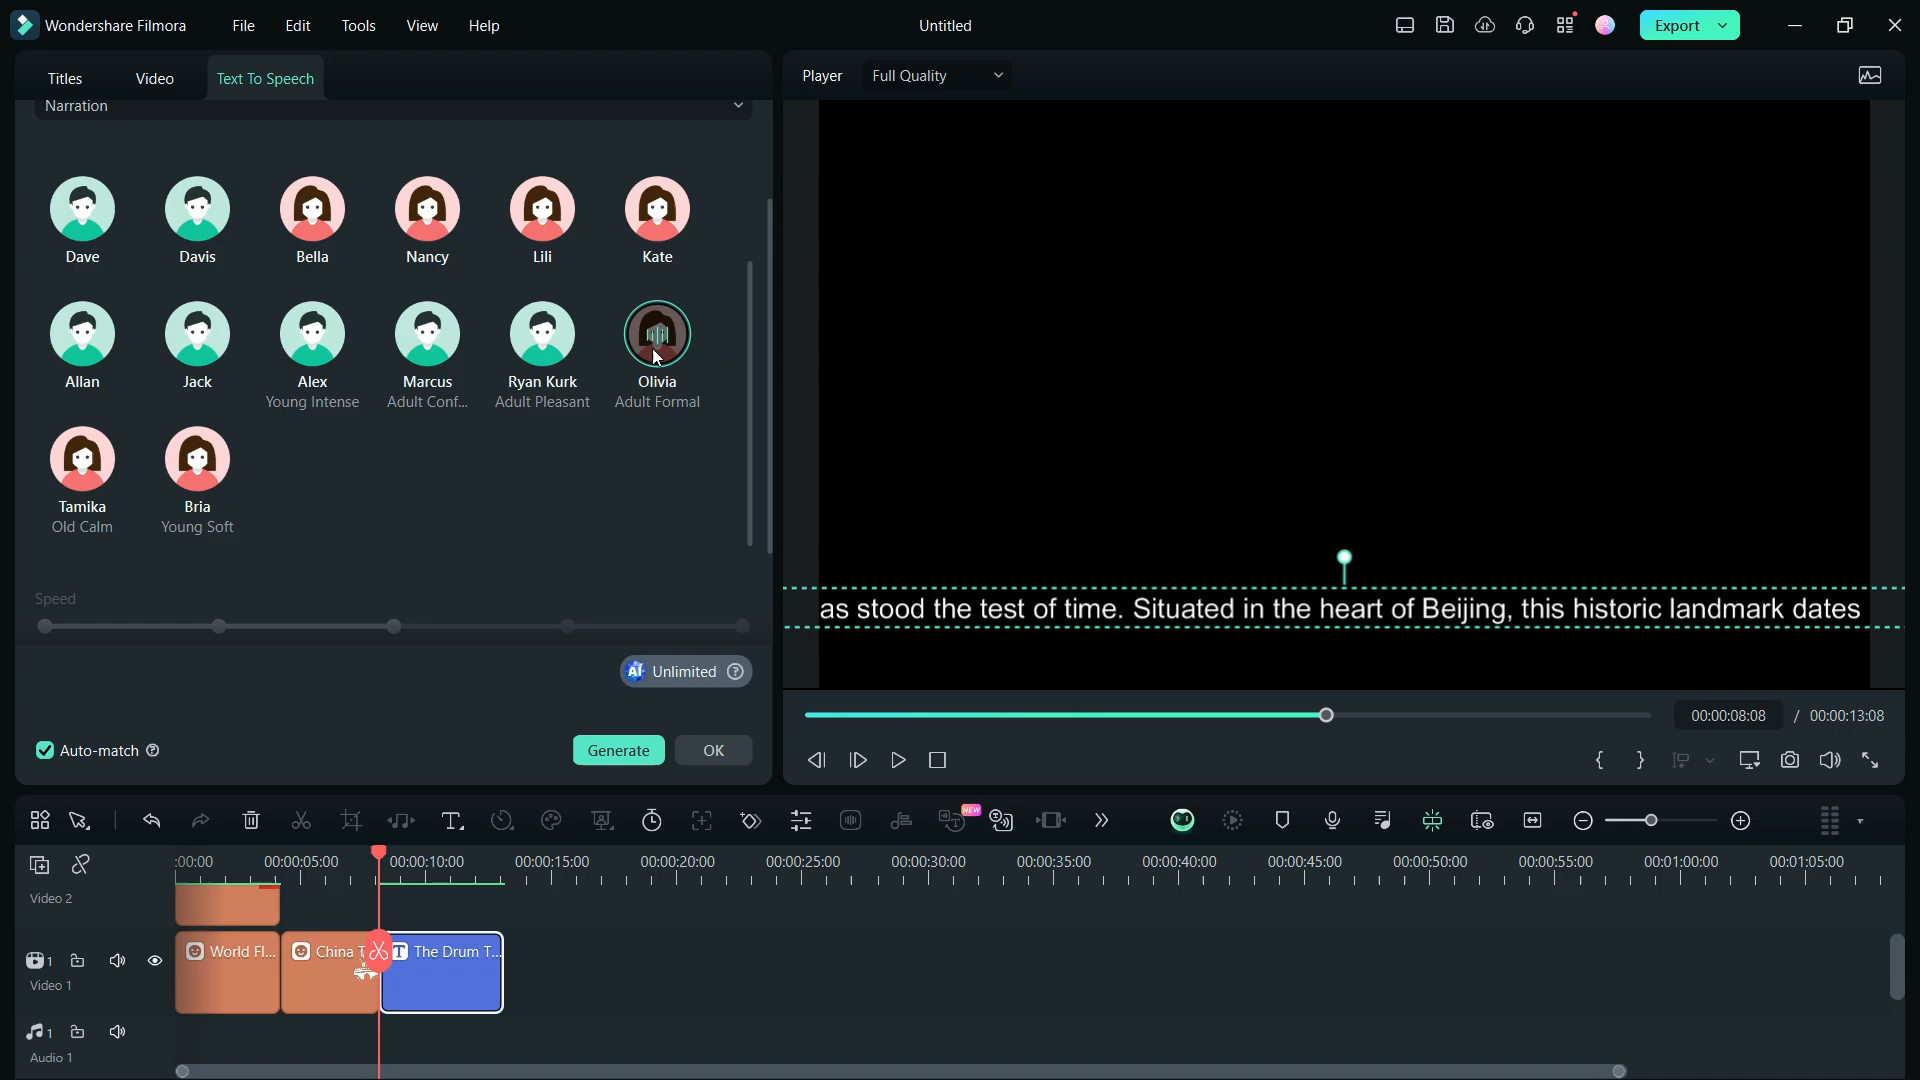 Wondershare Filmora File Edit Tools View Help Untitled Export
Titles Video Text To Speech
Player Full Quality
Narration
Dave Davis Bella Nancy Lili Kate
Allan Jack Alex Marcus Ryan Kurk Olivia
Young Intense Adult Conf... Adult Pleasant Adult Formal
Tamika Bria
Old Calm Young Soft
as stood the test of time. Situated in the heart of Beijing, this historic landmark dates
Speed
AI Unlimited ?
00:00:08:08 / 00:00:13:08
Auto-match ? Generate OK
NEW
:00:00 00:00:05:00 00:00:10:00 00:00:15:00 00:00:20:00 00:00:25:00 00:00:30:00 00:00:35:00 00:00:40:00 00:00:45:00 00:00:50:00 00:00:55:00 00:01:00:00 00:01:05:00
Video 2
1 World Fl... China T The Drum T...
Video 1
1
Audio 1